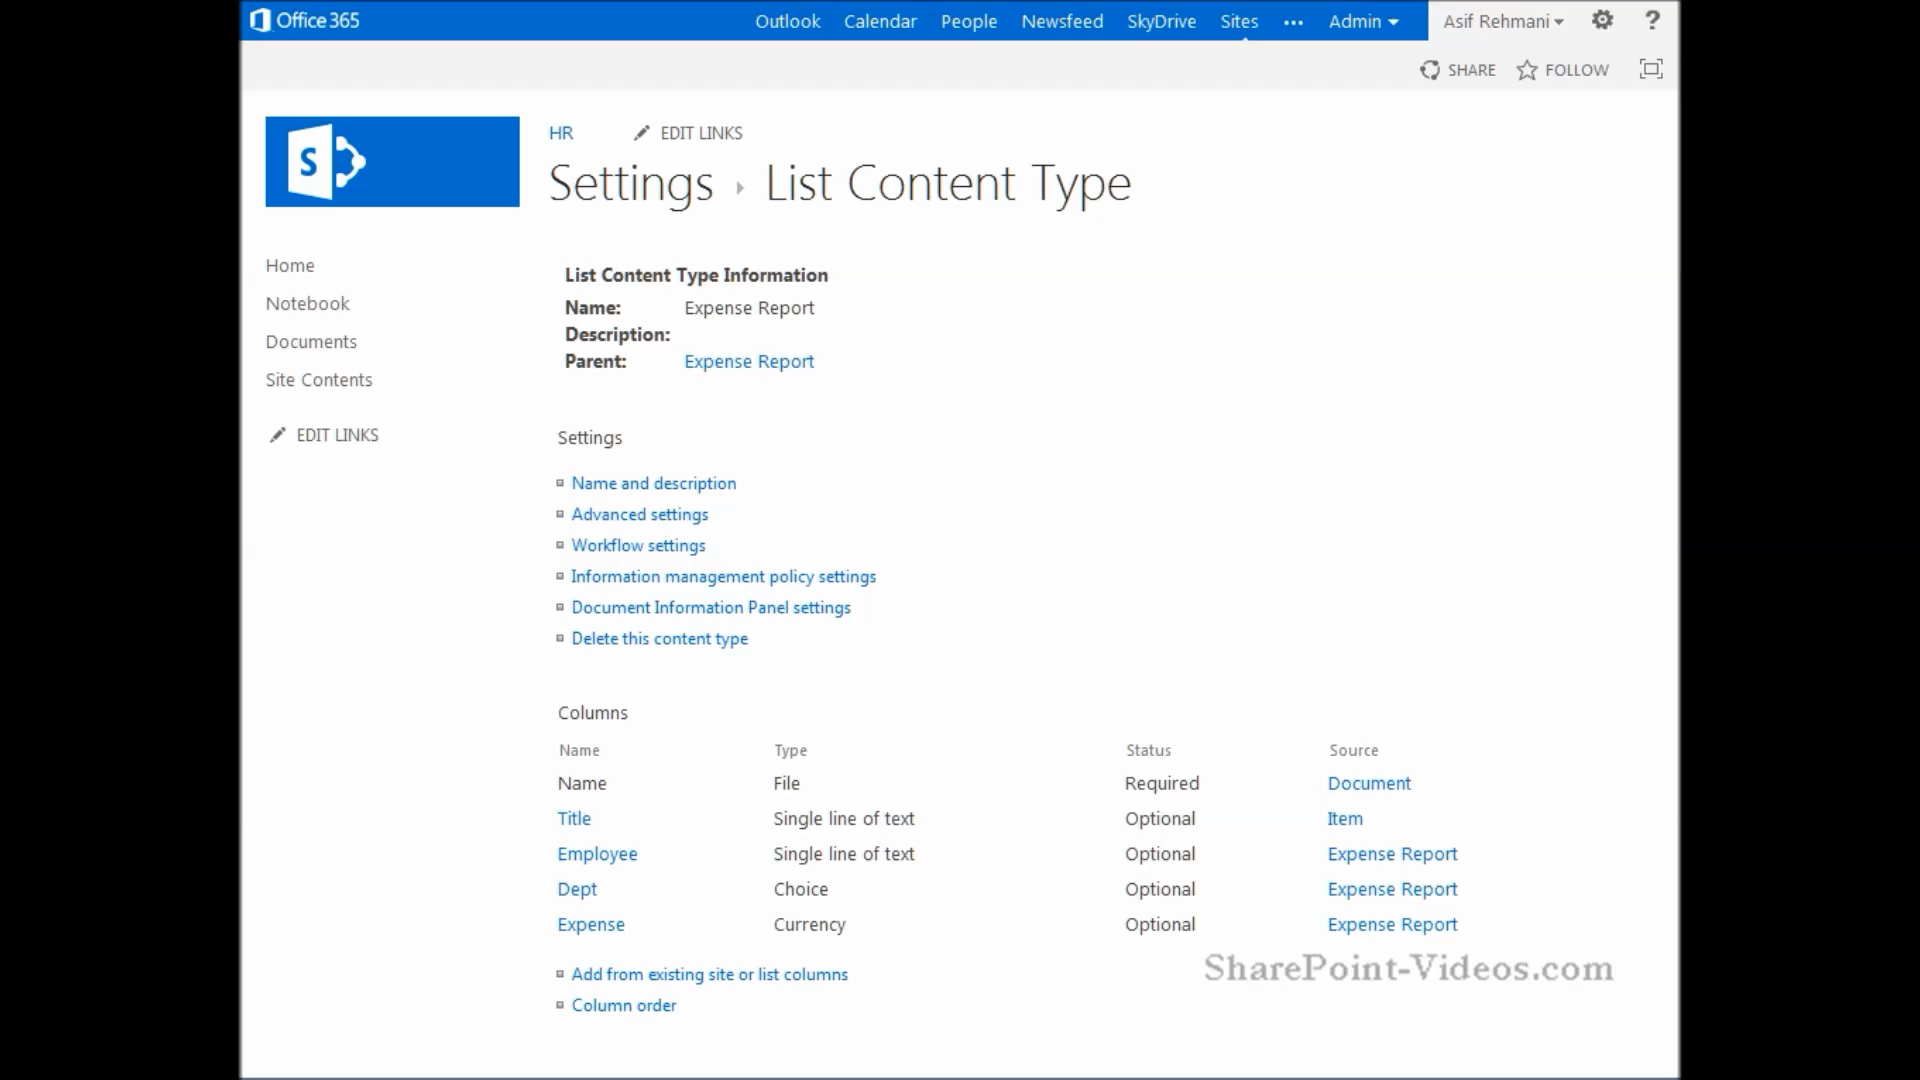 Office 365 Outlook Calendar People Newsfeed SkyDrive Sites ••• Admin Asif Rehmani ?
SHARE FOLLOW
S
HR EDIT LINKS
Settings ▸ List Content Type
Home
Notebook
Documents
Site Contents
EDIT LINKS
List Content Type Information
Name: Expense Report
Description:
Parent: Expense Report
Settings
Name and description
Advanced settings
Workflow settings
Information management policy settings
Document Information Panel settings
Delete this content type
Columns
Name Type Status Source
Name File Required Document
Title Single line of text Optional Item
Employee Single line of text Optional Expense Report
Dept Choice Optional Expense Report
Expense Currency Optional Expense Report
Add from existing site or list columns
Column order
SharePoint-Videos.com